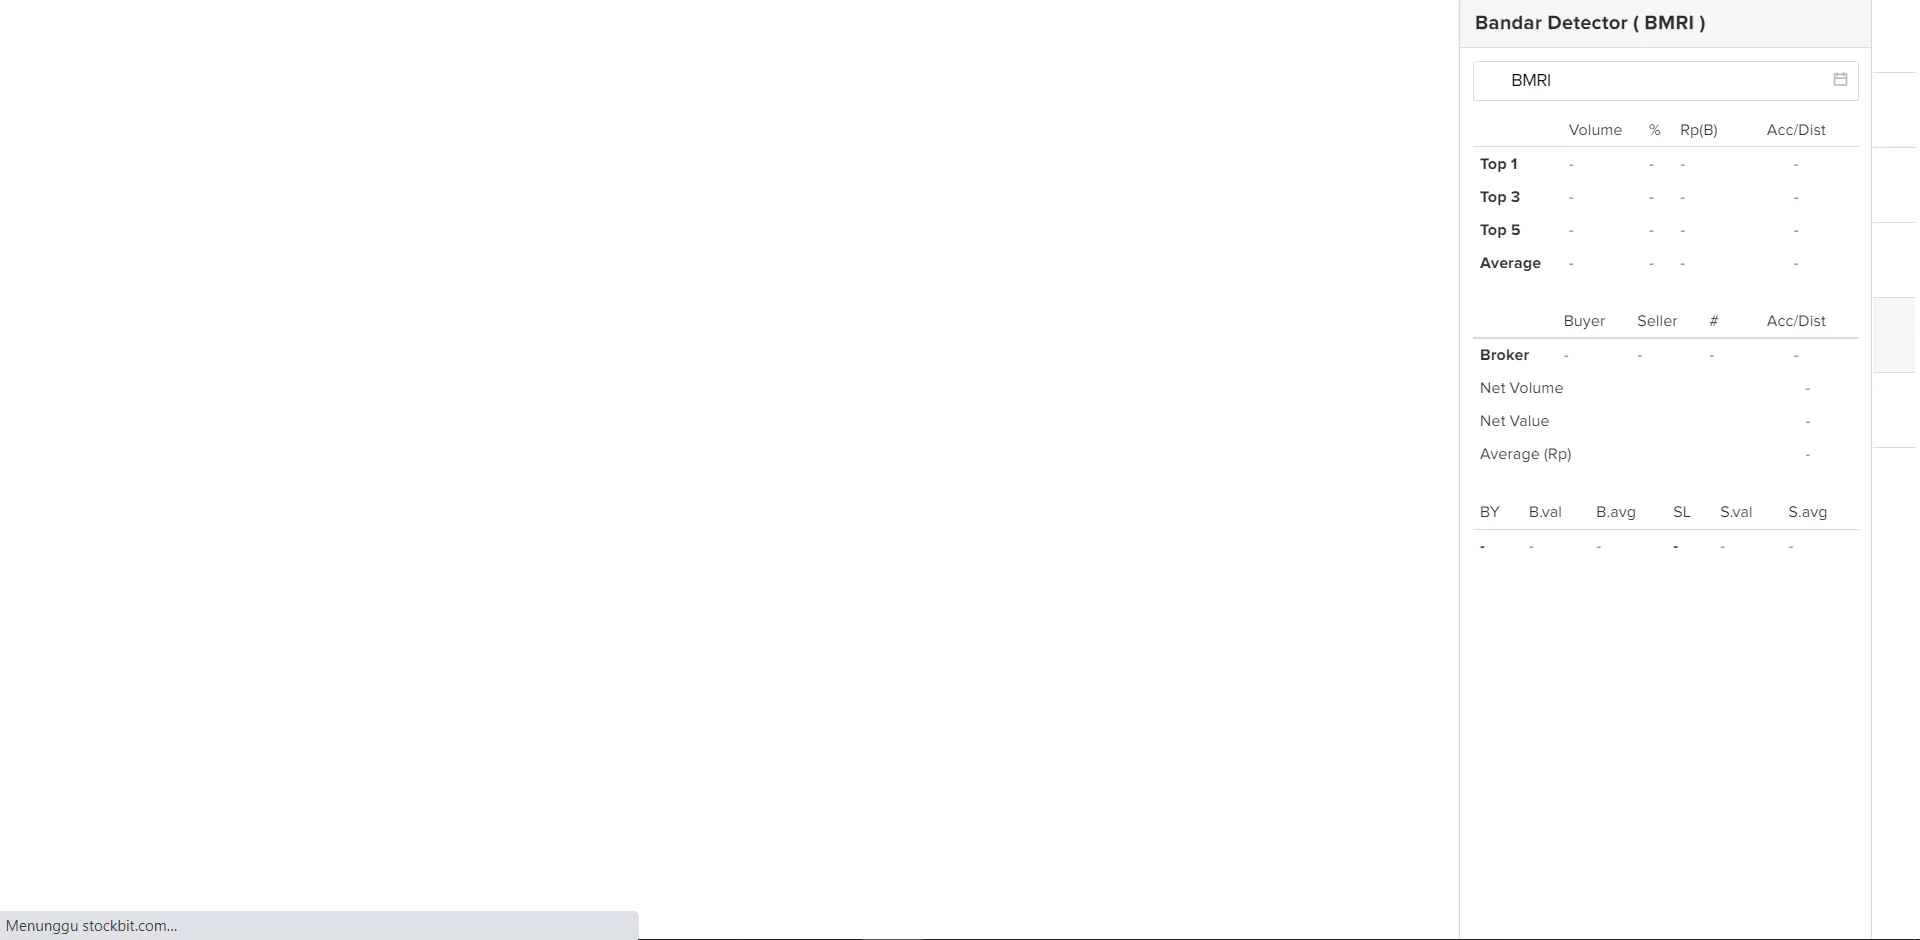 Bandar Detector ( BMRI )
BMRI
Volume % Rp(B) Acc/Dist
Top 1 - - - -
Top 3 - - - -
Top 5 - - - -
Average - - - -
Buyer Seller # Acc/Dist
Broker - - - -
Net Volume -
Net Value -
Average (Rp) -
BY B.val B.avg SL S.val S.avg
- - - - - -
Menunggu stockbit.com...